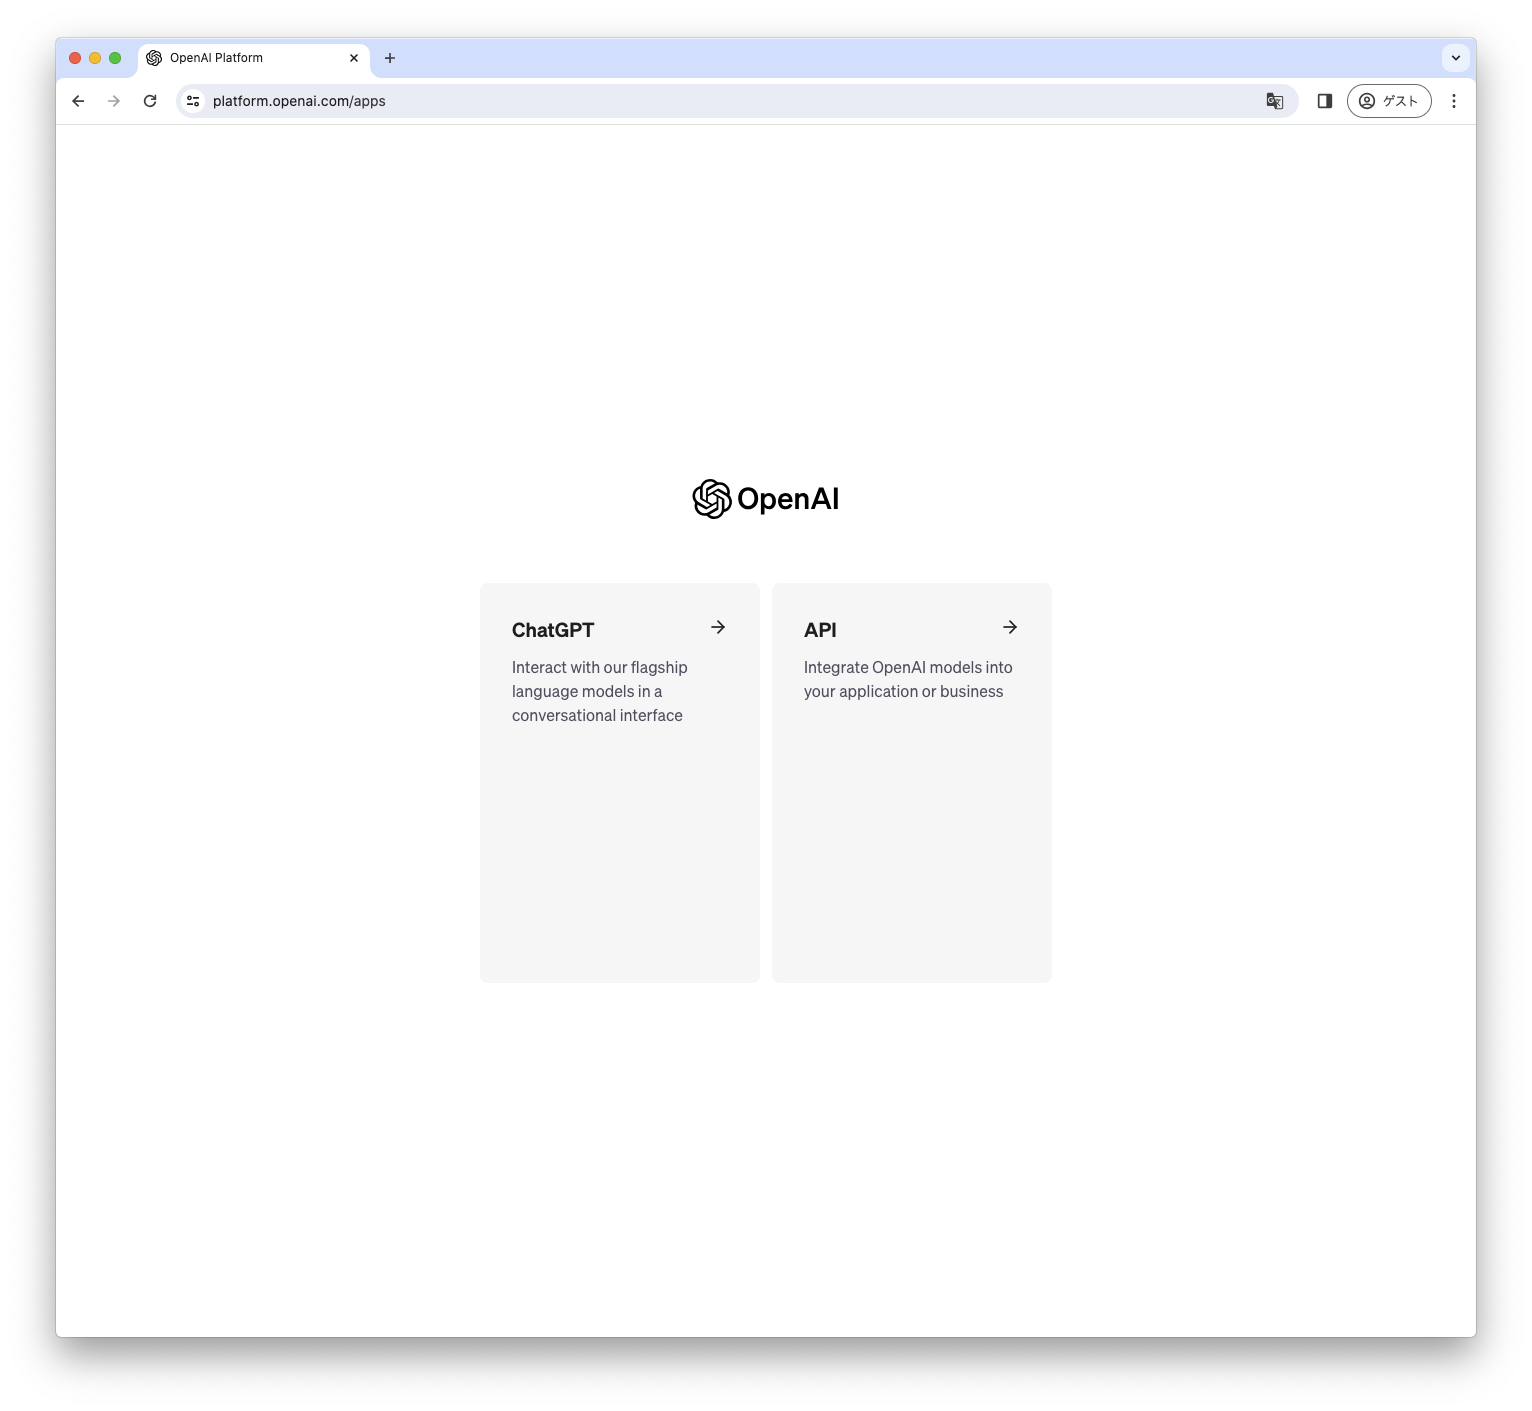 OpenAI Platform
platform.openai.com/apps
ゲスト
OpenAI
ChatGPT
Interact with our flagship
language models in a
conversational interface
API
Integrate OpenAI models into
your application or business